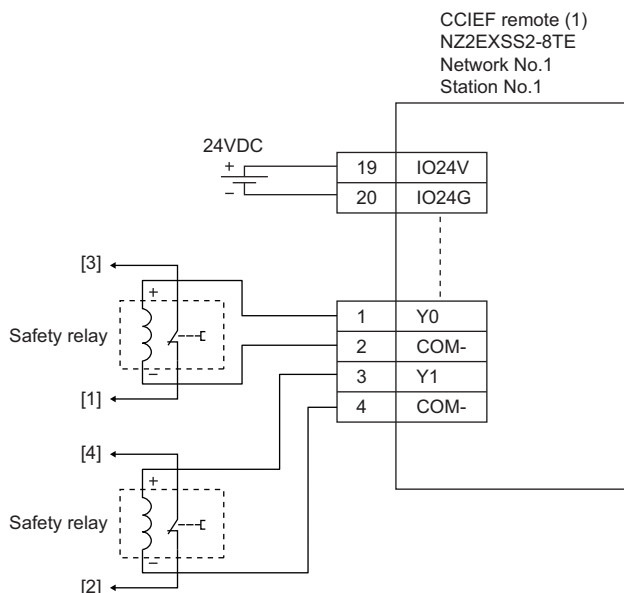 CCIEF remote (1)
NZ2EXSS2-8TE
Network No.1
Station No.1
24VDC
+
−
19 IO24V
20 IO24G
[3]
+
Safety relay
−
[1]
1 Y0
2 COM-
3 Y1
4 COM-
[4]
+
Safety relay
−
[2]